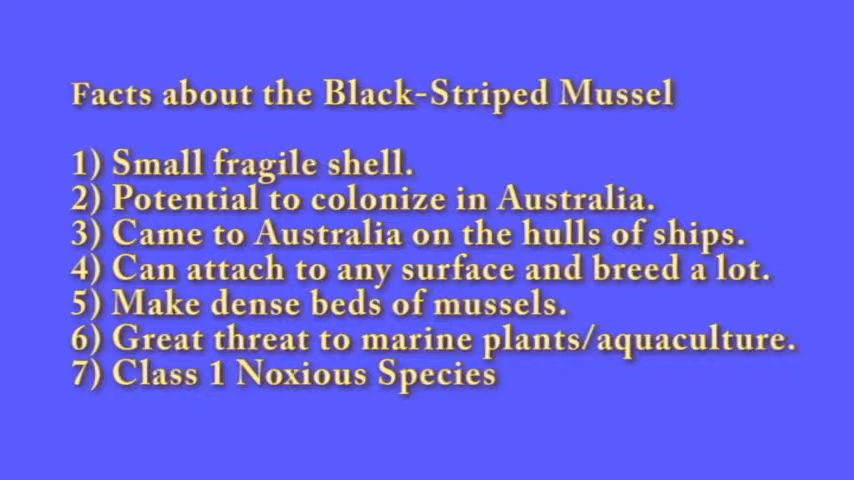 Facts about the Black-Striped Mussel
1) Small fragile shell.
2) Potential to colonize in Australia.
3) Came to Australia on the hulls of ships.
4) Can attach to any surface and breed a lot.
5) Make dense beds of mussels.
6) Great threat to marine plants/aquaculture.
7) Class 1 Noxious Species